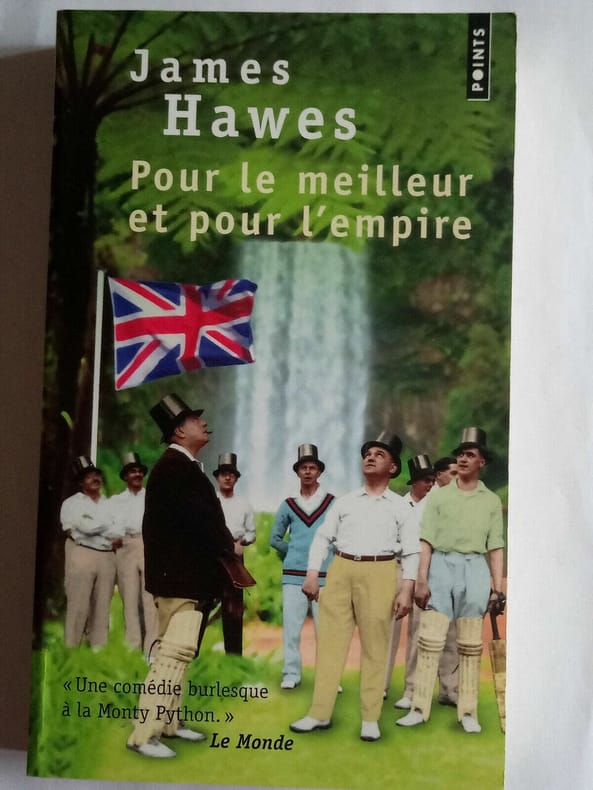 POINTS
James
Hawes
Pour le meilleur
et pour l'empire
« Une comédie burlesque
à la Monty Python. »
Le Monde